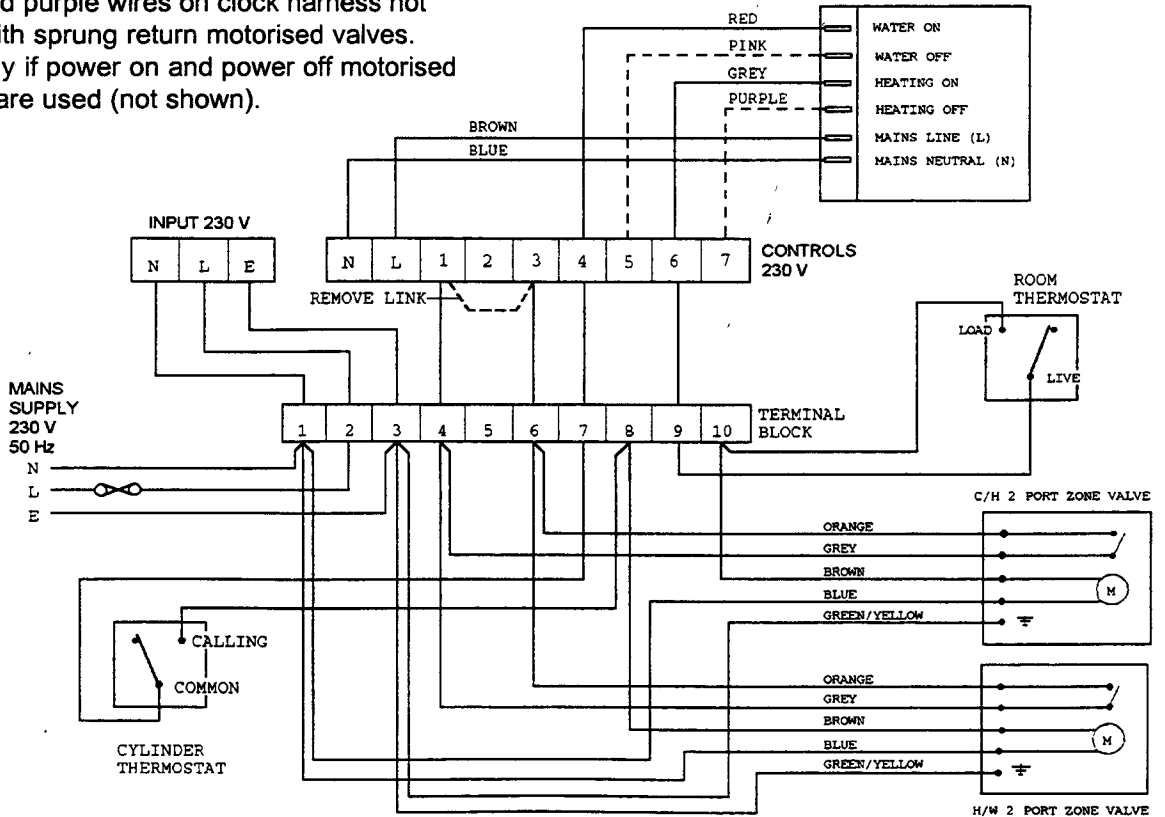 d purple wires on clock harness not
ith sprung return motorised valves.
y if power on and power off motorised
are used (not shown).
RED
PINK
GREY
PURPLE
BROWN
BLUE
WATER ON
WATER OFF
HEATING ON
HEATING OFF
MAINS LINE (L)
MAINS NEUTRAL (N)
INPUT 230 V
N L E
N L 1 2 3 4 5 6 7
CONTROLS
230 V
REMOVE LINK
ROOM
THERMOSTAT
LOAD
LIVE
MAINS
SUPPLY
230 V
50 Hz
N
L
E
1 2 3 4 5 6 7 8 9 10
TERMINAL
BLOCK
C/H 2 PORT ZONE VALVE
ORANGE
GREY
BROWN
BLUE
GREEN/YELLOW
M
CALLING
COMMON
CYLINDER
THERMOSTAT
ORANGE
GREY
BROWN
BLUE
GREEN/YELLOW
M
H/W 2 PORT ZONE VALVE